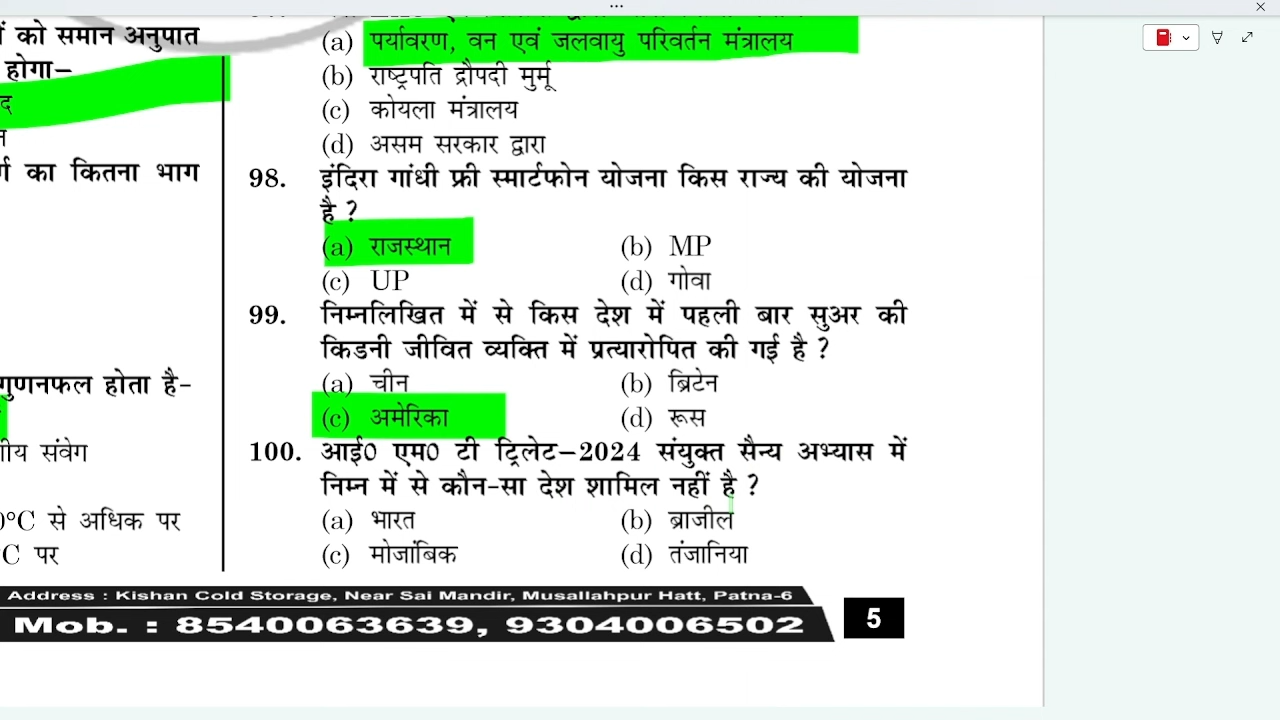 को समान अनुपात
होगा–
द
र्ग का कितना भाग
गुणनफल होता है-
गीय संवेग
0°C से अधिक पर
C पर
(a) पर्यावरण, वन एवं जलवायु परिवर्तन मंत्रालय
(b) राष्ट्रपति द्रौपदी मुर्मू
(c) कोयला मंत्रालय
(d) असम सरकार द्वारा
98. इंदिरा गांधी फ्री स्मार्टफोन योजना किस राज्य की योजना
है ?
(a) राजस्थान (b) MP
(c) UP (d) गोवा
99. निम्नलिखित में से किस देश में पहली बार सुअर की
किडनी जीवित व्यक्ति में प्रत्यारोपित की गई है ?
(a) चीन (b) ब्रिटेन
(c) अमेरिका (d) रूस
100. आई0 एम0 टी ट्रिलेट–2024 संयुक्त सैन्य अभ्यास में
निम्न में से कौन-सा देश शामिल नहीं है ?
(a) भारत (b) ब्राजील
(c) मोजांबिक (d) तंजानिया
Address : Kishan Cold Storage, Near Sai Mandir, Musallahpur Hatt, Patna-6
Mob. : 8540063639, 9304006502
5